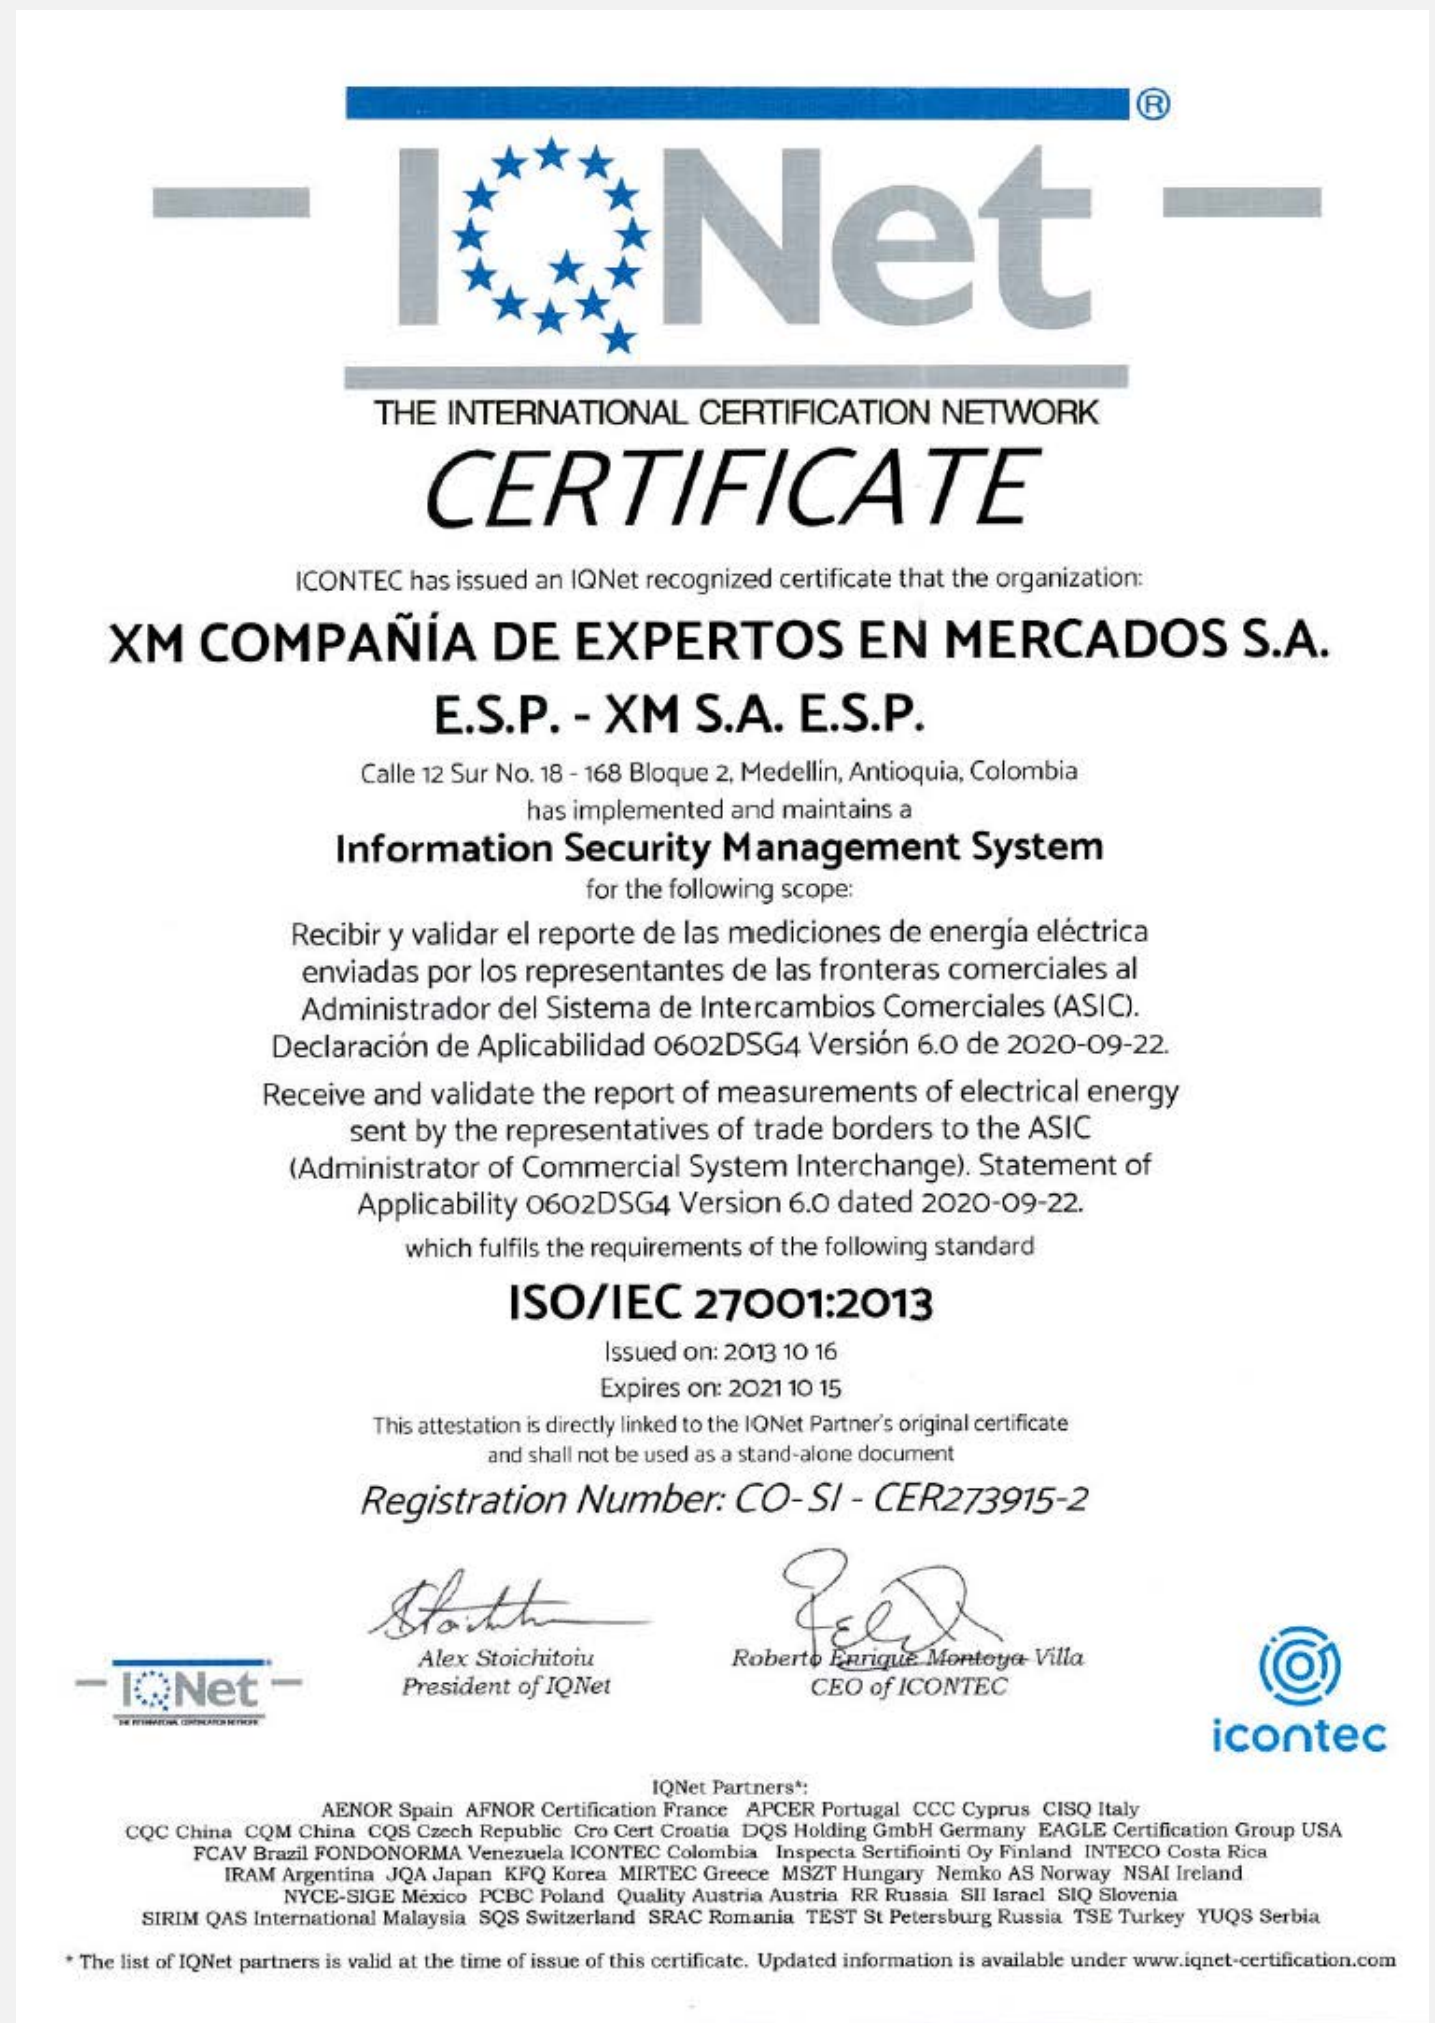 IQNet®
THE INTERNATIONAL CERTIFICATION NETWORK
CERTIFICATE
ICONTEC has issued an IQNet recognized certificate that the organization:
XM COMPAÑÍA DE EXPERTOS EN MERCADOS S.A.
E.S.P. - XM S.A. E.S.P.
Calle 12 Sur No. 18 - 168 Bloque 2, Medellín, Antioquia, Colombia
has implemented and maintains a
Information Security Management System
for the following scope:
Recibir y validar el reporte de las mediciones de energía eléctrica
enviadas por los representantes de las fronteras comerciales al
Administrador del Sistema de Intercambios Comerciales (ASIC).
Declaración de Aplicabilidad 0602DSG4 Versión 6.0 de 2020-09-22.
Receive and validate the report of measurements of electrical energy
sent by the representatives of trade borders to the ASIC
(Administrator of Commercial System Interchange). Statement of
Applicability 0602DSG4 Version 6.0 dated 2020-09-22.
which fulfils the requirements of the following standard
ISO/IEC 27001:2013
Issued on: 2013 10 16
Expires on: 2021 10 15
This attestation is directly linked to the IQNet Partner's original certificate
and shall not be used as a stand-alone document
Registration Number: CO-SI - CER273915-2
Alex Stoichitoiu
President of IQNet
Roberto Enrique Montoya Villa
CEO of ICONTEC
IQNet
THE INTERNATIONAL CERTIFICATION NETWORK
icontec
IQNet Partners*:
AENOR Spain AFNOR Certification France APCER Portugal CCC Cyprus CISQ Italy
CQC China CQM China CQS Czech Republic Cro Cert Croatia DQS Holding GmbH Germany EAGLE Certification Group USA
FCAV Brazil FONDONORMA Venezuela ICONTEC Colombia Inspecta Sertifiointi Oy Finland INTECO Costa Rica
IRAM Argentina JQA Japan KFQ Korea MIRTEC Greece MSZT Hungary Nemko AS Norway NSAI Ireland
NYCE-SIGE México PCBC Poland Quality Austria Austria RR Russia SII Israel SIQ Slovenia
SIRIM QAS International Malaysia SQS Switzerland SRAC Romania TEST St Petersburg Russia TSE Turkey YUQS Serbia
* The list of IQNet partners is valid at the time of issue of this certificate. Updated information is available under www.iqnet-certification.com